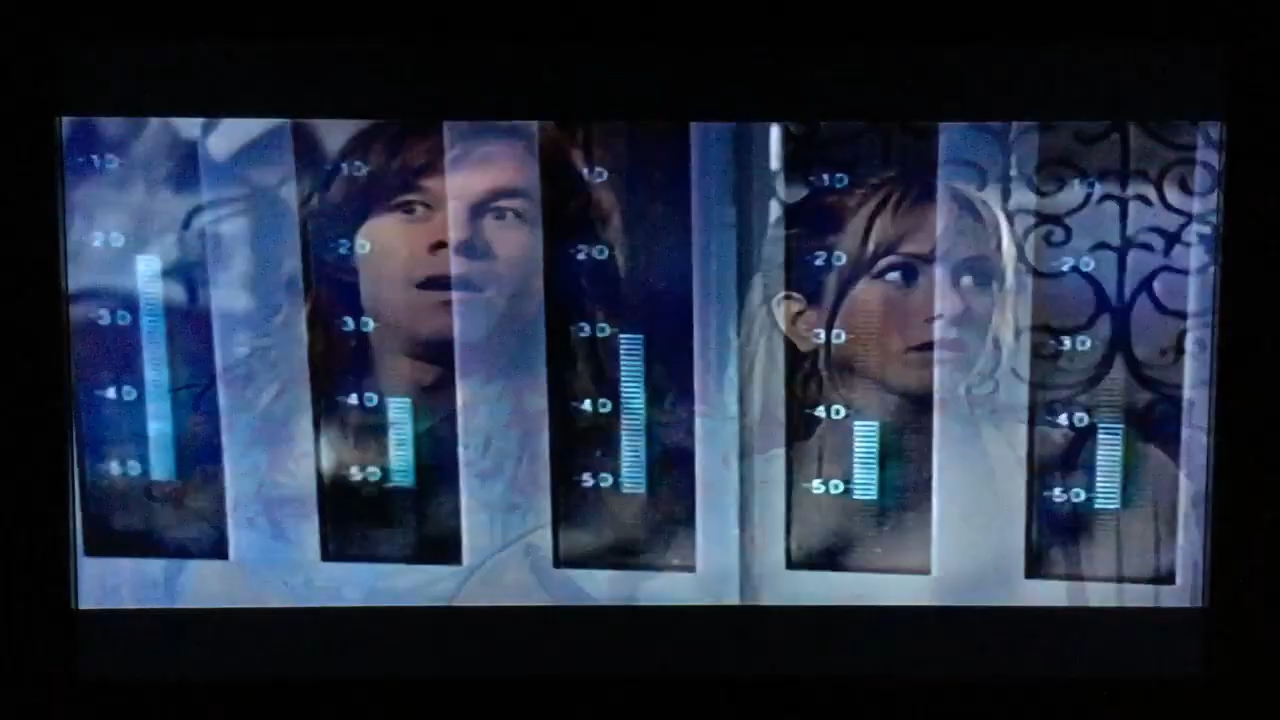 -10 -10 -10 -10 -10
-20 -20 -20 -20 -20
-30 -30 -30 -30 -30
-40 -40 -40 -40 -40
-50 -50 -50 -50 -50